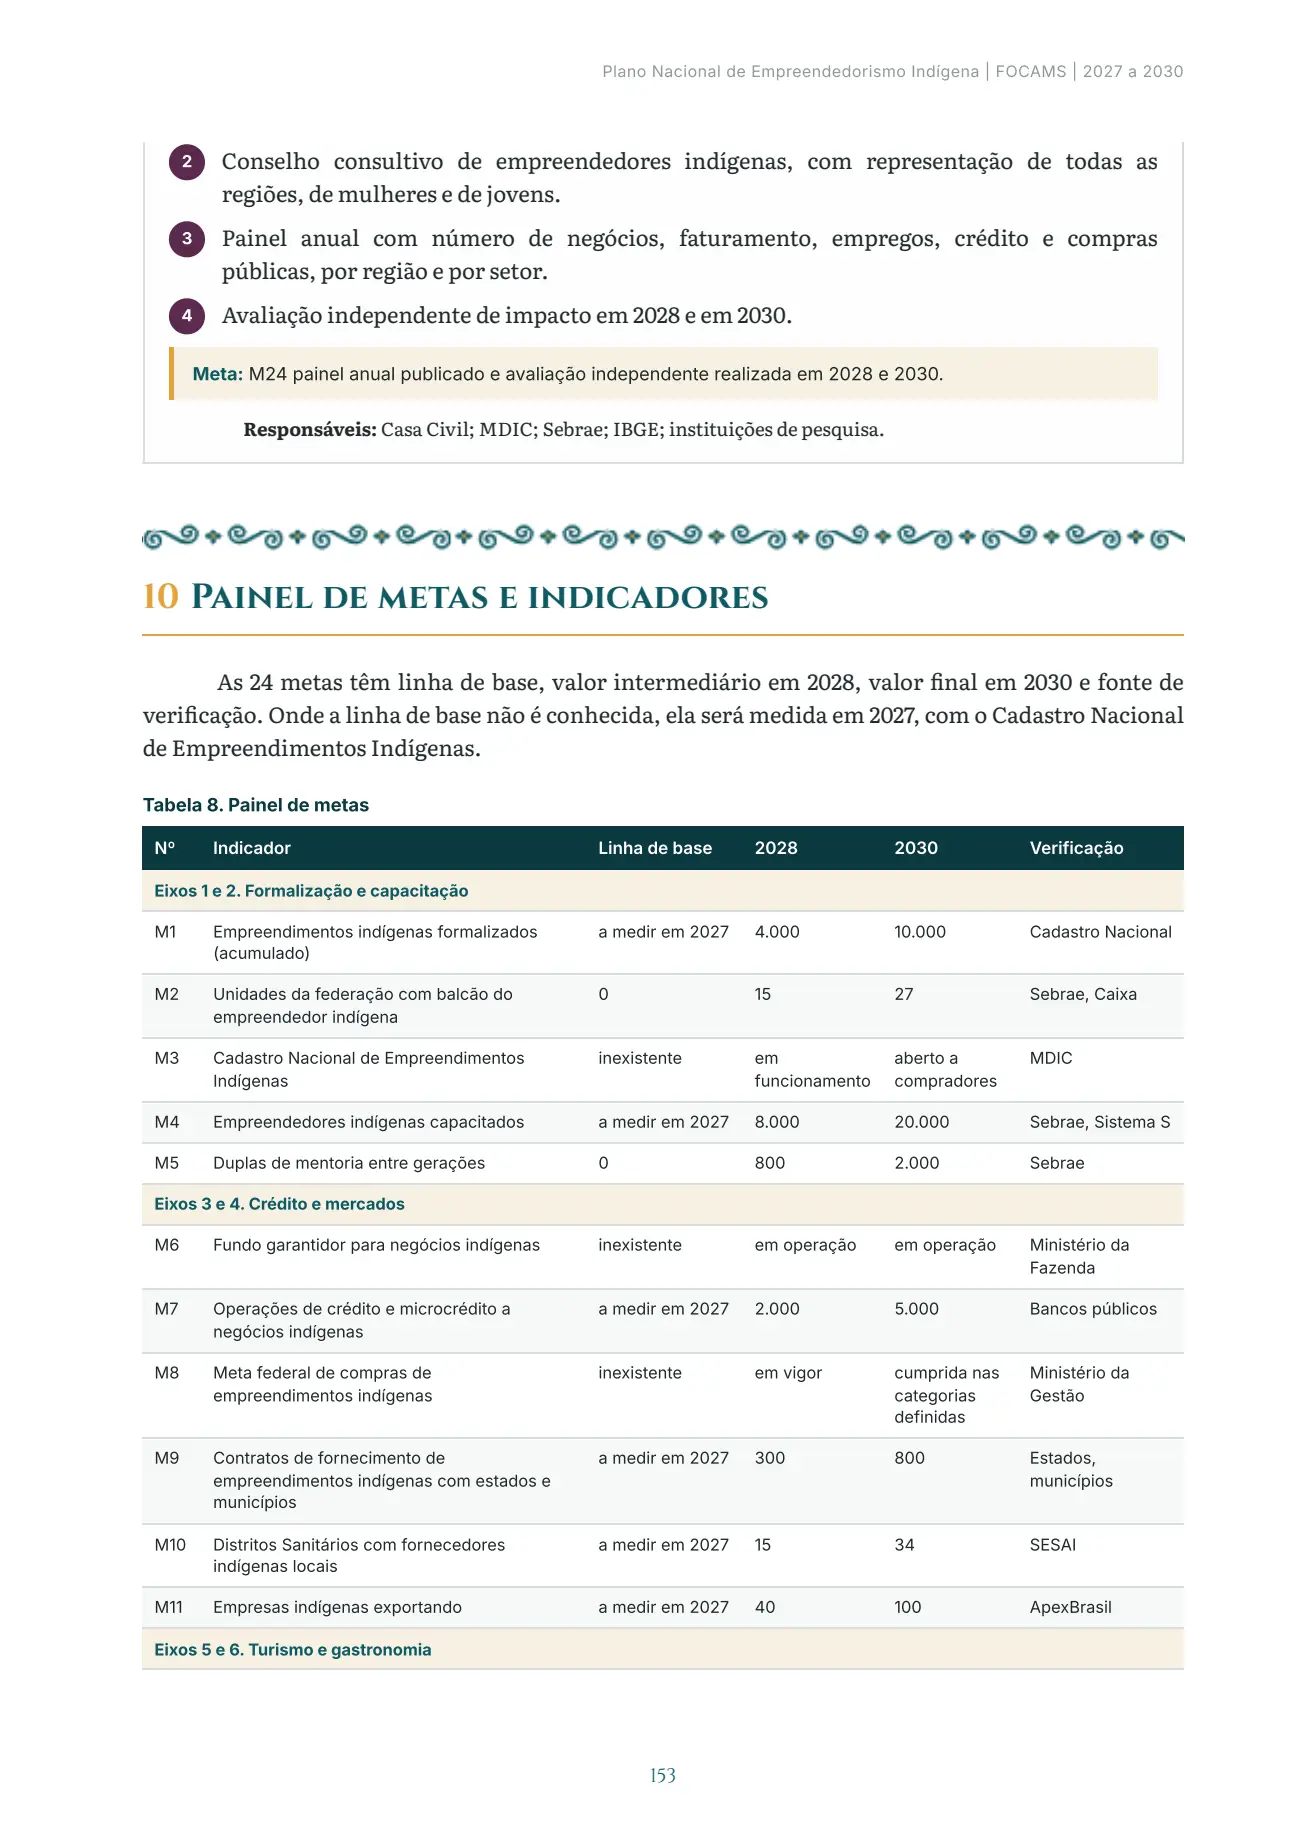 Plano Nacional de Empreendedorismo Indígena | FOCAMS | 2027 a 2030
2 Conselho consultivo de empreendedores indígenas, com representação de todas as
regiões, de mulheres e de jovens.
3 Painel anual com número de negócios, faturamento, empregos, crédito e compras
públicas, por região e por setor.
4 Avaliação independente de impacto em 2028 e em 2030.
Meta: M24 painel anual publicado e avaliação independente realizada em 2028 e 2030.
Responsáveis: Casa Civil; MDIC; Sebrae; IBGE; instituições de pesquisa.
10 Painel de metas e indicadores
As 24 metas têm linha de base, valor intermediário em 2028, valor final em 2030 e fonte de
verificação. Onde a linha de base não é conhecida, ela será medida em 2027, com o Cadastro Nacional
de Empreendimentos Indígenas.
Tabela 8. Painel de metas
Nº Indicador Linha de base 2028 2030 Verificação
Eixos 1 e 2. Formalização e capacitação
M1 Empreendimentos indígenas formalizados a medir em 2027 4.000 10.000 Cadastro Nacional
(acumulado)
M2 Unidades da federação com balcão do 0 15 27 Sebrae, Caixa
empreendedor indígena
M3 Cadastro Nacional de Empreendimentos inexistente em aberto a MDIC
Indígenas funcionamento compradores
M4 Empreendedores indígenas capacitados a medir em 2027 8.000 20.000 Sebrae, Sistema S
M5 Duplas de mentoria entre gerações 0 800 2.000 Sebrae
Eixos 3 e 4. Crédito e mercados
M6 Fundo garantidor para negócios indígenas inexistente em operação em operação Ministério da
Fazenda
M7 Operações de crédito e microcrédito a a medir em 2027 2.000 5.000 Bancos públicos
negócios indígenas
M8 Meta federal de compras de inexistente em vigor cumprida nas Ministério da
empreendimentos indígenas categorias Gestão
definidas
M9 Contratos de fornecimento de a medir em 2027 300 800 Estados,
empreendimentos indígenas com estados e municípios
municípios
M10 Distritos Sanitários com fornecedores a medir em 2027 15 34 SESAI
indígenas locais
M11 Empresas indígenas exportando a medir em 2027 40 100 ApexBrasil
Eixos 5 e 6. Turismo e gastronomia
153